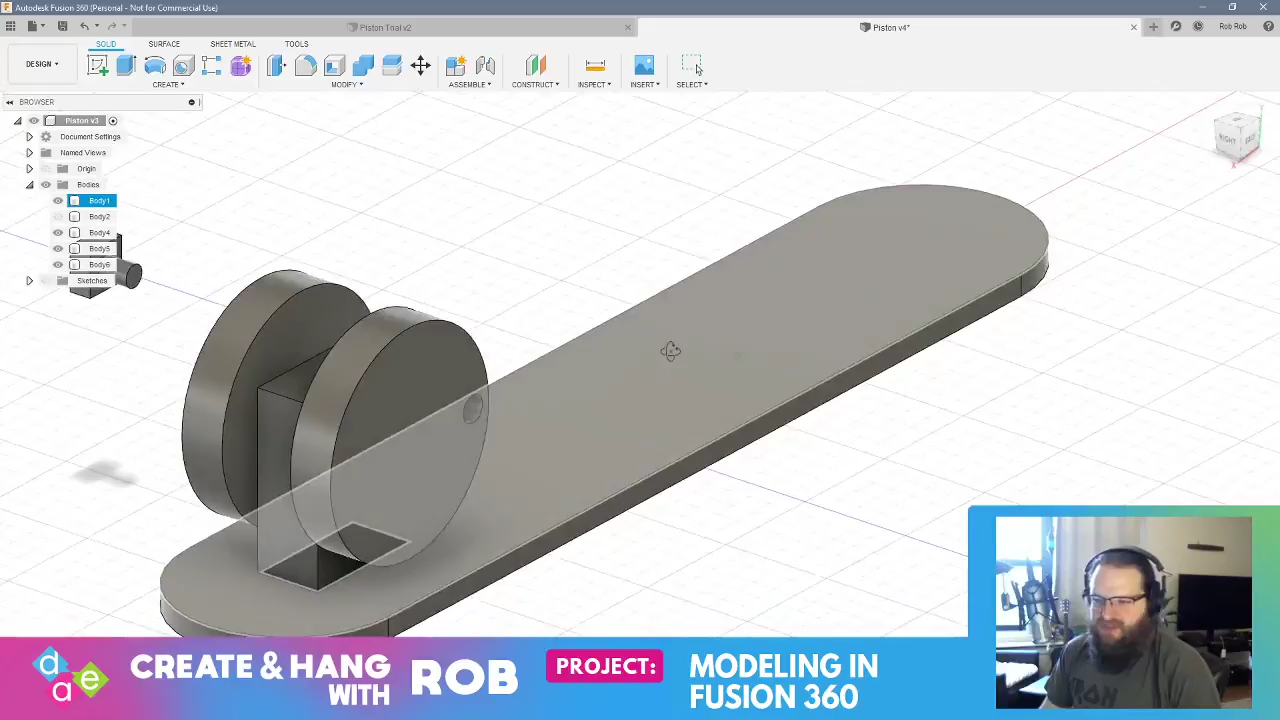 Autodesk Fusion 360 (Personal - Not for Commercial Use)
Piston Trial v2
Piston v4*
Rob Rob
DESIGN
SOLID
SURFACE
SHEET METAL
TOOLS
CREATE
MODIFY
ASSEMBLE
CONSTRUCT
INSPECT
INSERT
SELECT
BROWSER
Piston v3
Document Settings
Named Views
Origin
Bodies
Body1
Body2
Body4
Body5
Body6
Sketches
RIGHT
X
dae
CREATE & HANG
WITH
ROB
PROJECT:
MODELING IN
FUSION 360